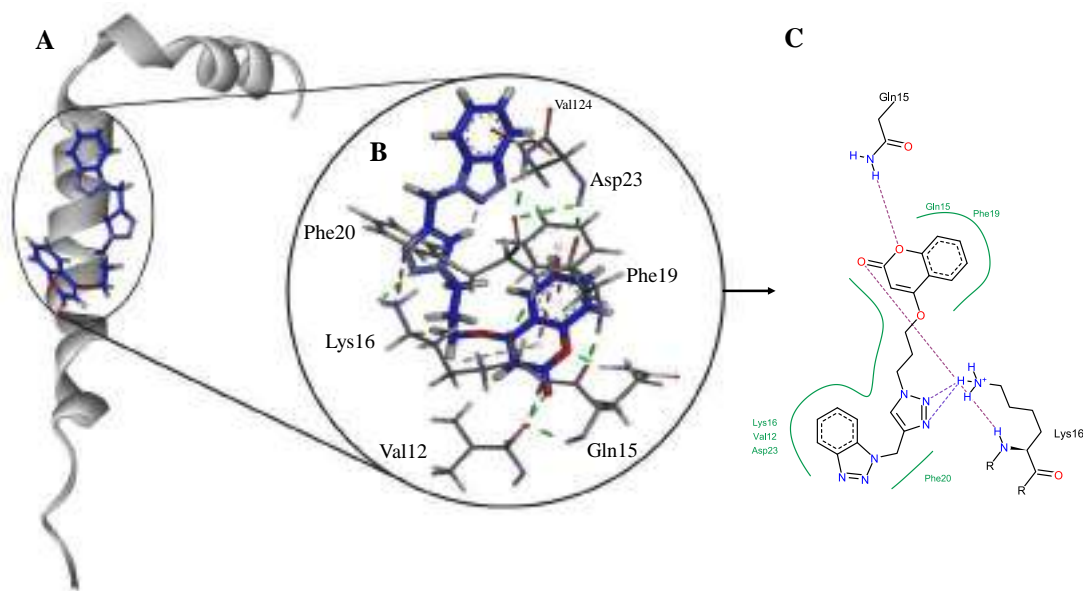 A
B
Val124
Asp23
Phe20
Phe19
Lys16
Val12
Gln15
C
Gln15
H
N
H
O
Gln15
Phe19
O
O
O
N
N
N
H
H
N+
H
Lys16
Val12
Asp23
N
N
N
Phe20
H
N
R
R
O
Lys16